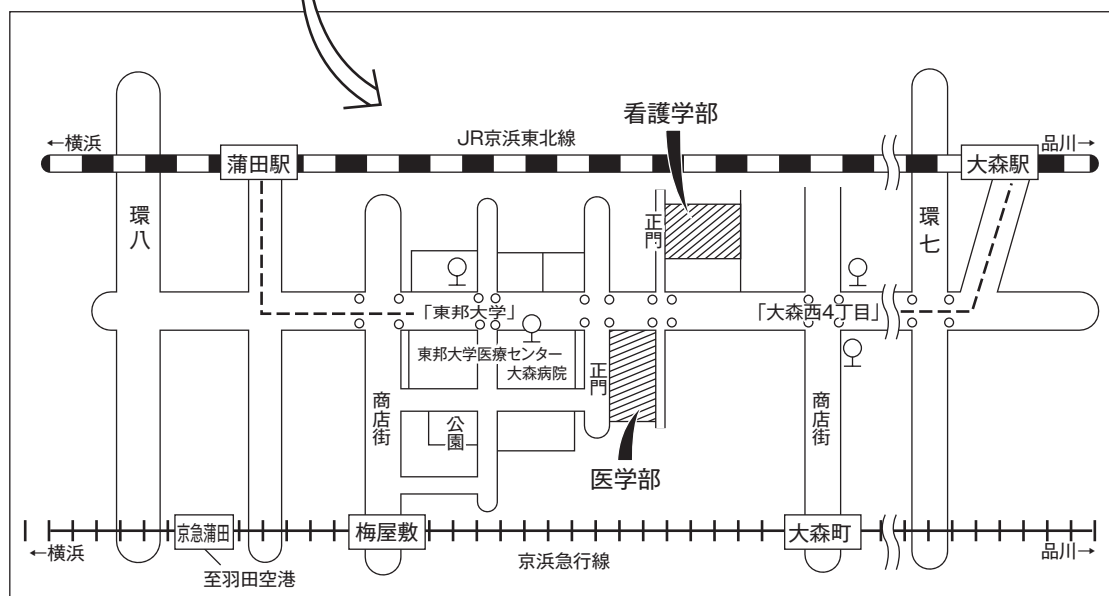 看護学部
←横浜
JR京浜東北線
品川→
蒲田駅
大森駅
環八
正門
環七
「東邦大学」
「大森西4丁目」
東邦大学医療センター
大森病院
正門
商店街
公園
商店街
医学部
京急蒲田
梅屋敷
大森町
←横浜
京浜急行線
品川→
至羽田空港